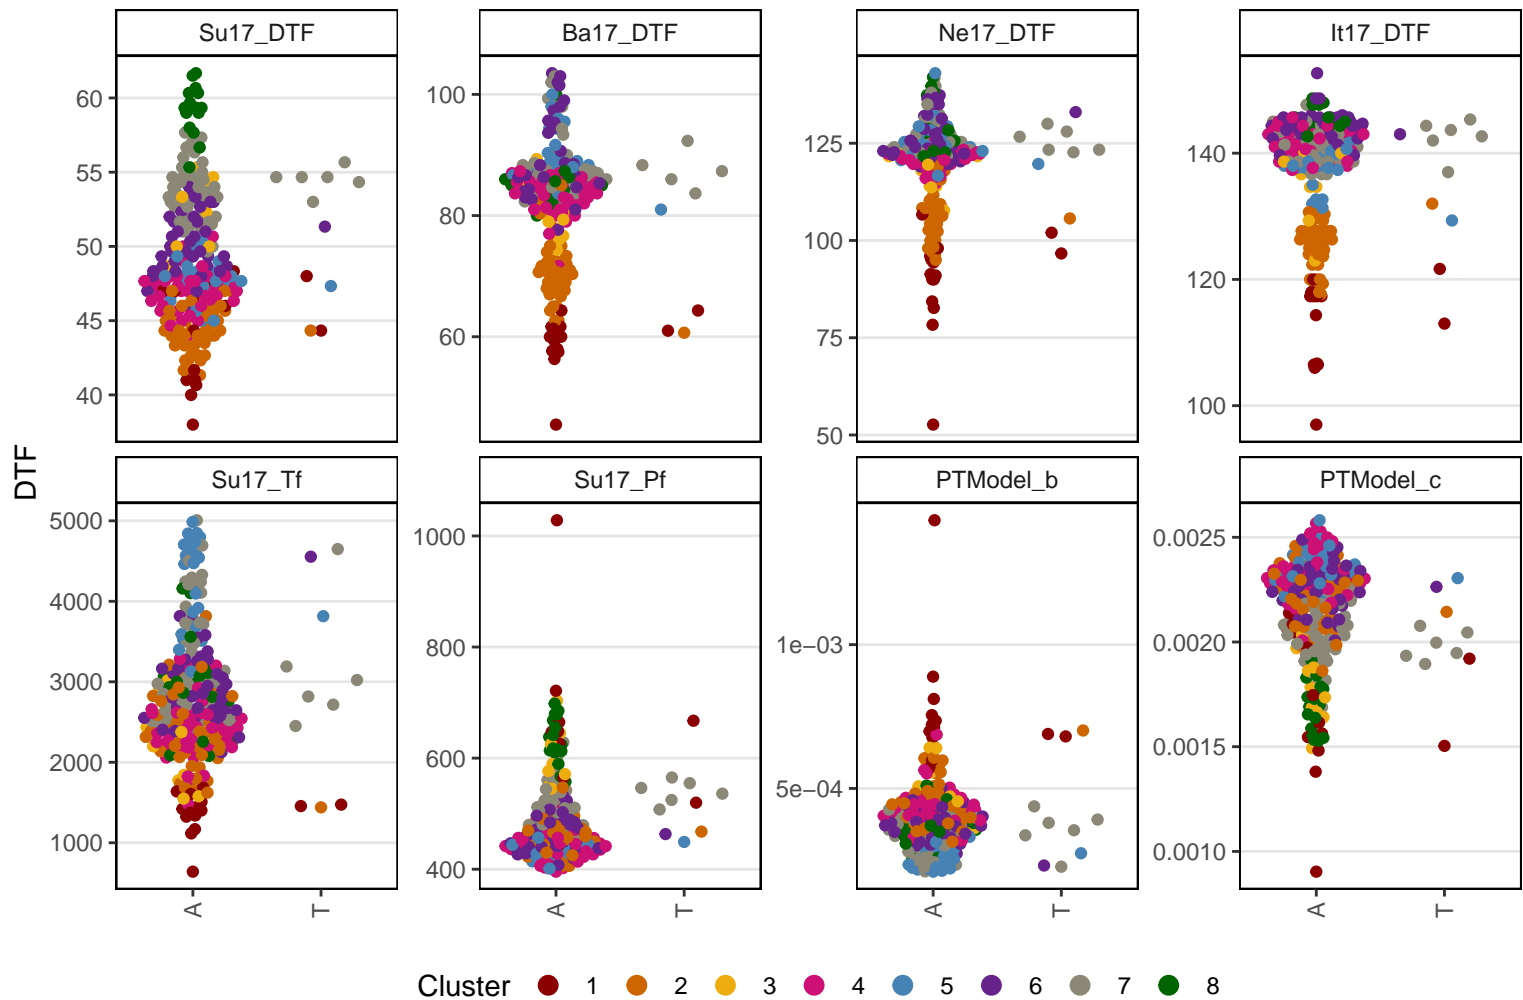 Su17_DTF
Ba17_DTF
Ne17_DTF
It17_DTF
60
55
50
45
40
100
80
60
125
100
75
50
140
120
100
DTF
Su17_Tf
Su17_Pf
PTModel_b
PTModel_c
5000
4000
3000
2000
1000
1000
800
600
400
1e−03
5e−04
0.0025
0.0020
0.0015
0.0010
A
T
A
T
A
T
A
T
Cluster 1 2 3 4 5 6 7 8